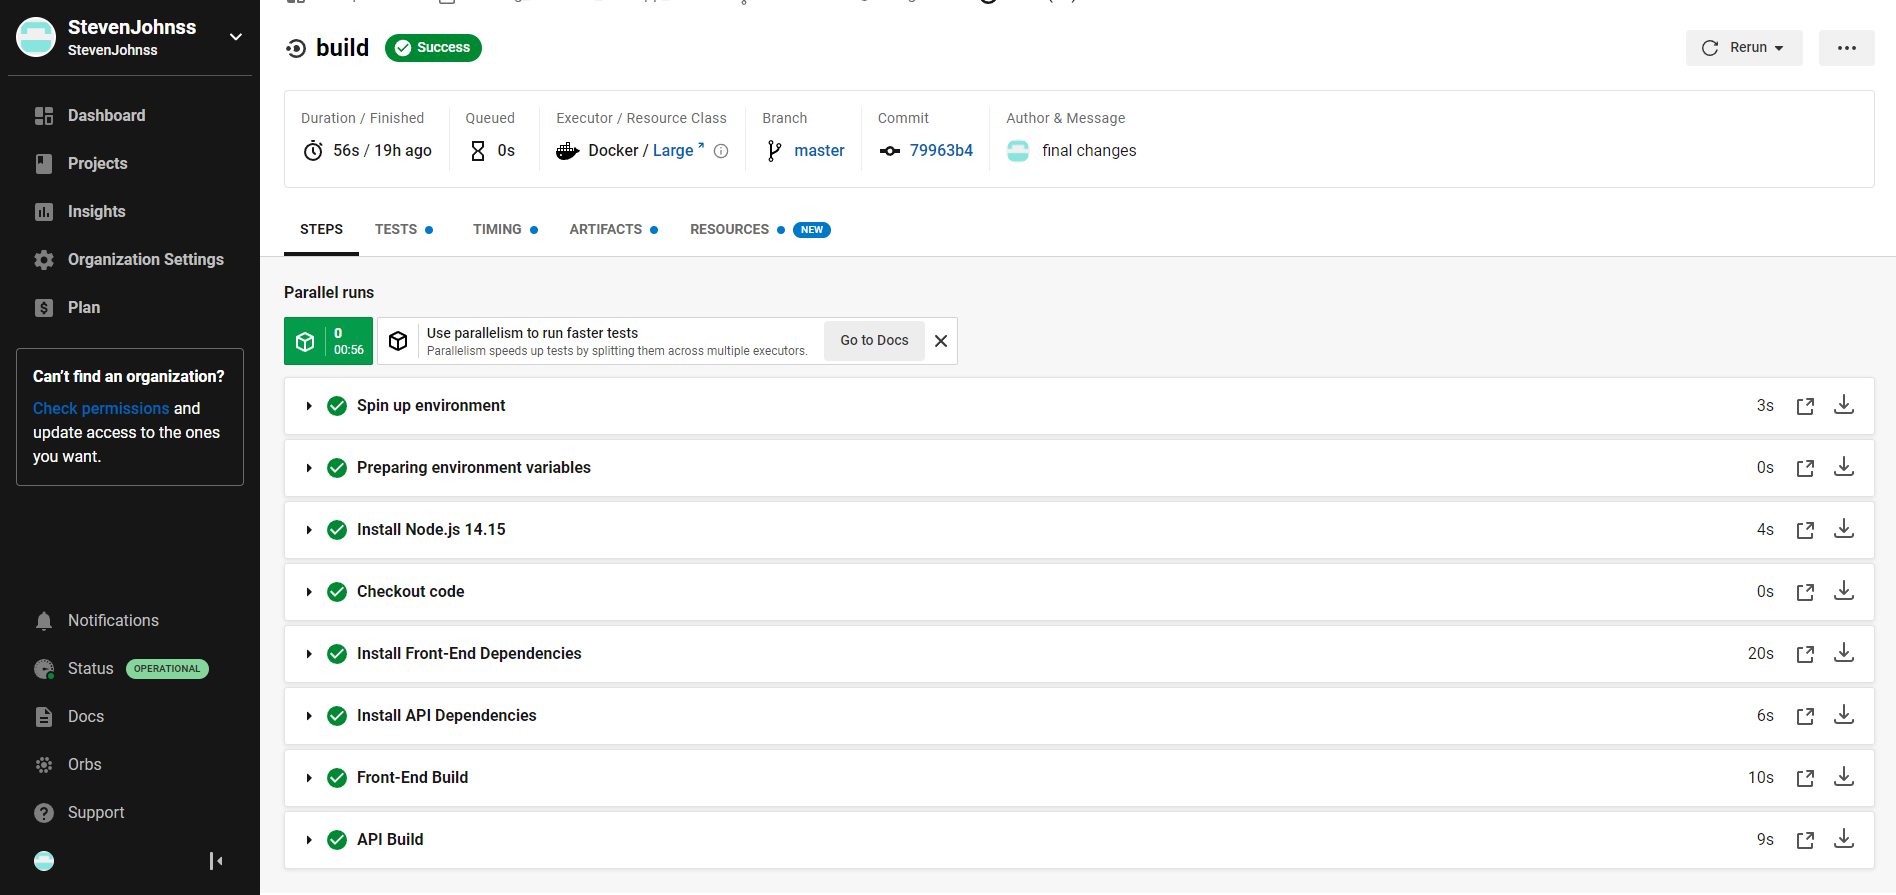 StevenJohnss
StevenJohnss
Dashboard
Projects
Insights
Organization Settings
Plan
Can't find an organization?
Check permissions and
update access to the ones
you want.
Notifications
Status OPERATIONAL
Docs
Orbs
Support
build Success
Rerun
Duration / Finished
56s / 19h ago
Queued
0s
Executor / Resource Class
Docker / Large
Branch
master
Commit
79963b4
Author & Message
final changes
STEPS TESTS TIMING ARTIFACTS RESOURCES NEW
Parallel runs
0
00:56
Use parallelism to run faster tests
Parallelism speeds up tests by splitting them across multiple executors.
Go to Docs
Spin up environment 3s
Preparing environment variables 0s
Install Node.js 14.15 4s
Checkout code 0s
Install Front-End Dependencies 20s
Install API Dependencies 6s
Front-End Build 10s
API Build 9s